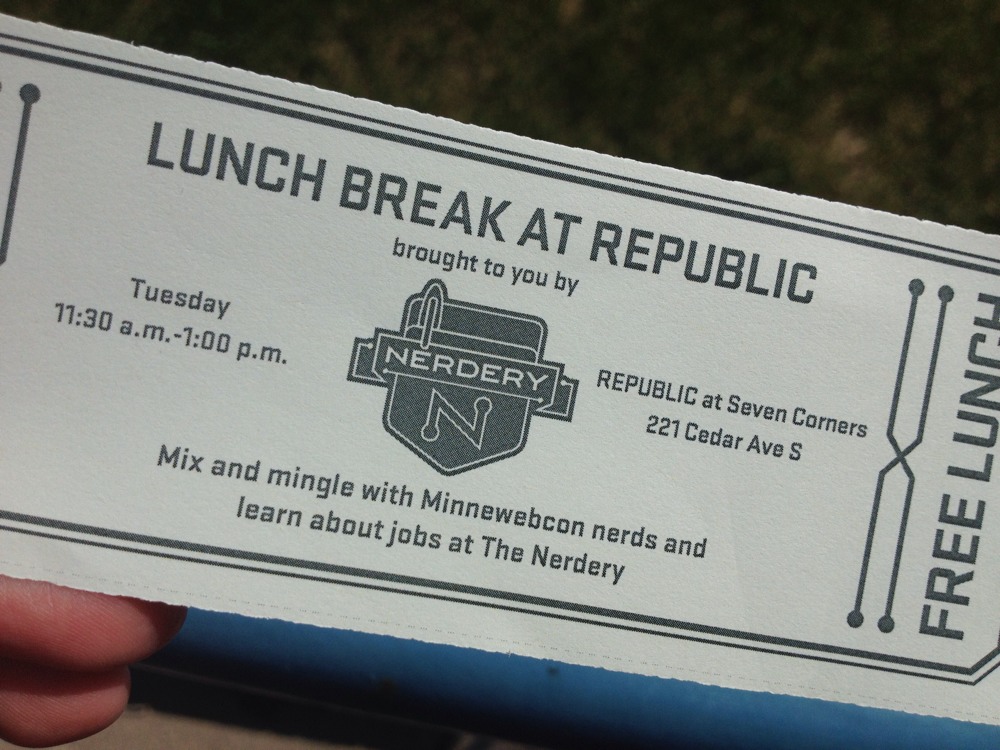 LUNCH BREAK AT REPUBLIC
brought to you by
Tuesday
11:30 a.m.-1:00 p.m.
NERDERY
N
REPUBLIC at Seven Corners
221 Cedar Ave S
Mix and mingle with Minnewebcon nerds and
learn about jobs at The Nerdery
FREE LUNCH